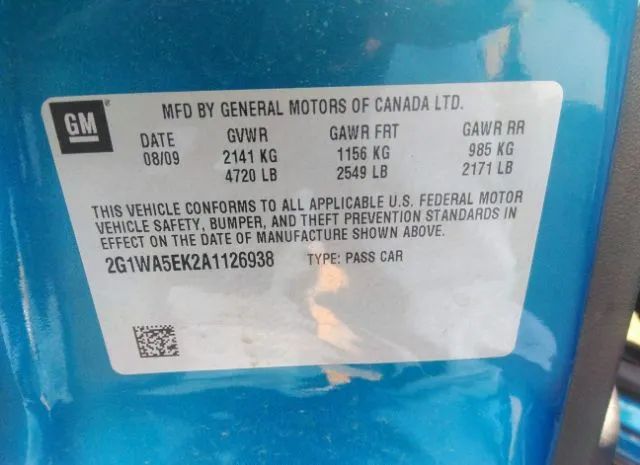 GM
MFD BY GENERAL MOTORS OF CANADA LTD.
DATE GVWR GAWR FRT GAWR RR
08/09 2141 KG 1156 KG 985 KG
4720 LB 2549 LB 2171 LB
THIS VEHICLE CONFORMS TO ALL APPLICABLE U.S. FEDERAL MOTOR
VEHICLE SAFETY, BUMPER, AND THEFT PREVENTION STANDARDS IN
EFFECT ON THE DATE OF MANUFACTURE SHOWN ABOVE.
2G1WA5EK2A1126938 TYPE: PASS CAR